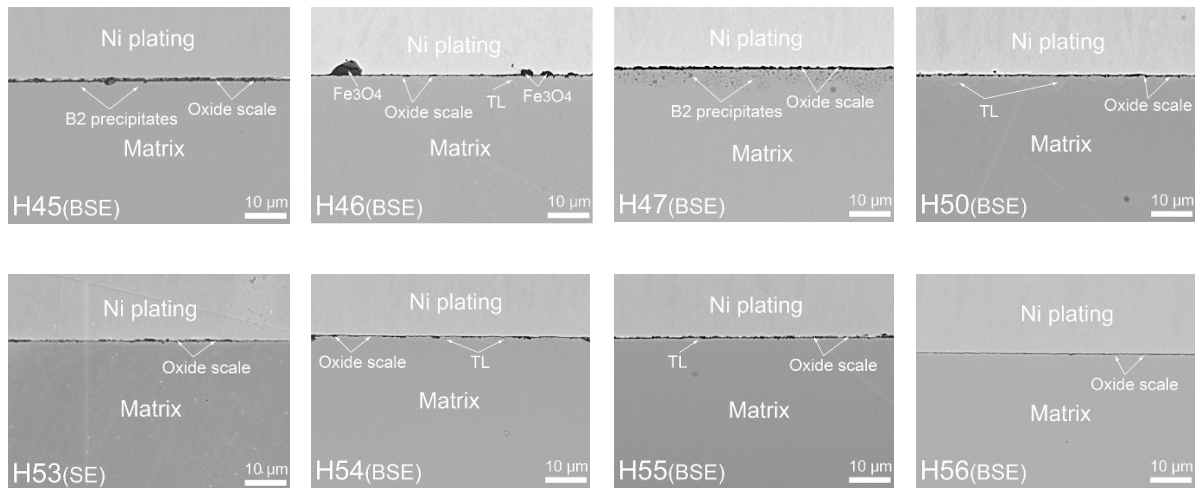 Ni plating
B2 precipitates
Oxide scale
Matrix
H45(BSE)
10 µm
Ni plating
Fe3O4
Oxide scale
TL
Fe3O4
Matrix
H46(BSE)
10 µm
Ni plating
B2 precipitates
Oxide scale
Matrix
H47(BSE)
10 µm
Ni plating
TL
Oxide scale
Matrix
H50(BSE)
10 µm
Ni plating
Oxide scale
Matrix
H53(SE)
10 µm
Ni plating
Oxide scale
TL
Matrix
H54(BSE)
10 µm
Ni plating
TL
Oxide scale
Matrix
H55(BSE)
10 µm
Ni plating
Oxide scale
Matrix
H56(BSE)
10 µm